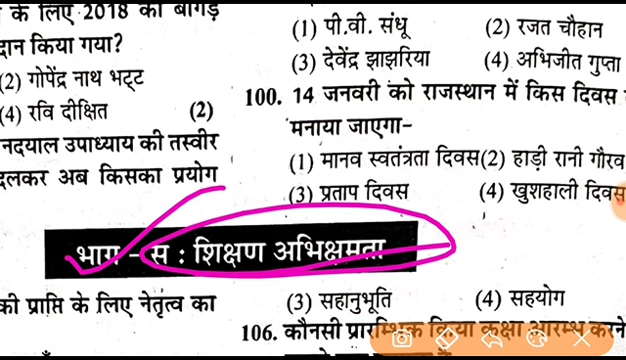 के लिए 2018 का बांगड़
दान किया गया?
(2) गोपेंद्र नाथ भट्ट
(4) रवि दीक्षित (2)
नदयाल उपाध्याय की तस्वीर
दलकर अब किसका प्रयोग
(1) पी.वी. संधू (2) रजत चौहान
(3) देवेंद्र झाझरिया (4) अभिजीत गुप्ता
100. 14 जनवरी को राजस्थान में किस दिवस
मनाया जाएगा–
(1) मानव स्वतंत्रता दिवस(2) हाड़ी रानी गौरव
(3) प्रताप दिवस (4) खुशहाली दिवस
भाग – स : शिक्षण अभिक्षमता
की प्राप्ति के लिए नेतृत्व का
(3) सहानुभूति (4) सहयोग
106. कौनसी प्रारम्भिक क्रिया कक्षा आरम्भ करने